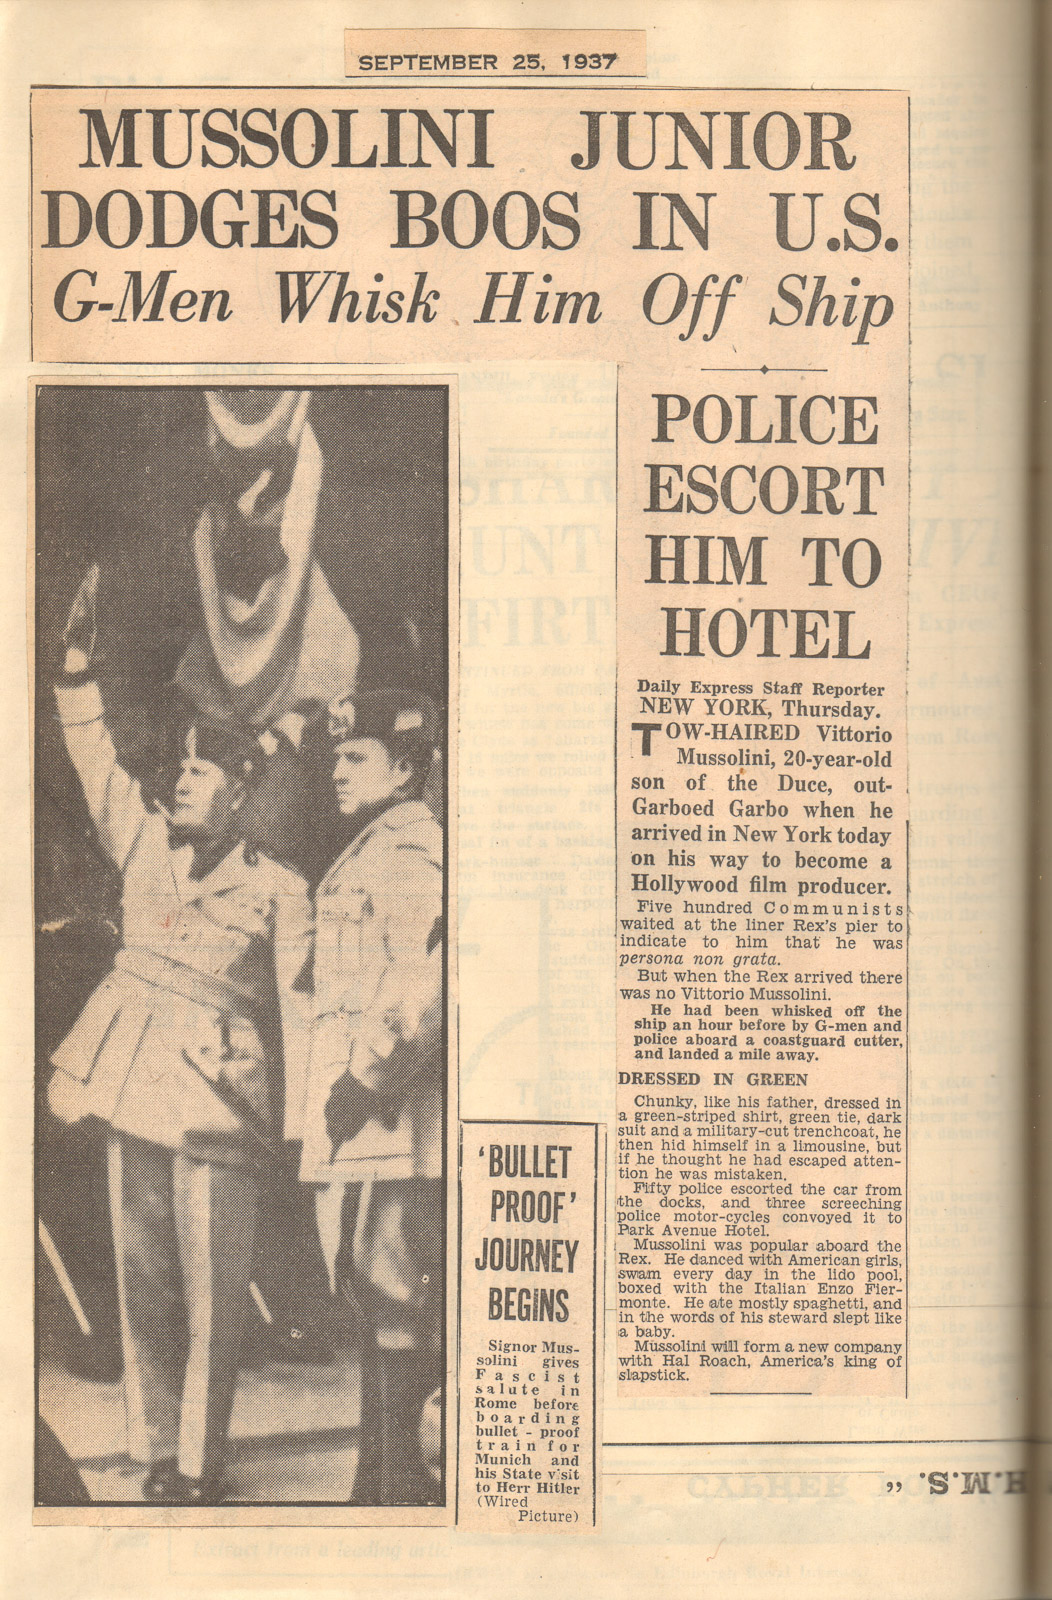 SEPTEMBER 25, 1937
MUSSOLINI JUNIOR
DODGES BOOS IN U.S.
G-Men Whisk Him Off Ship
POLICE
ESCORT
HIM TO
HOTEL
Daily Express Staff Reporter
NEW YORK, Thursday.
TOW-HAIRED Vittorio
Mussolini, 20-year-old
son of the Duce, out-
Garboed Garbo when he
arrived in New York today
on his way to become a
Hollywood film producer.
Five hundred Communists
waited at the liner Rex's pier to
indicate to him that he was
persona non grata.
But when the Rex arrived there
was no Vittorio Mussolini.
He had been whisked off the
ship an hour before by G-men and
police aboard a coastguard cutter,
and landed a mile away.
DRESSED IN GREEN
Chunky, like his father, dressed in
a green-striped shirt, green tie, dark
suit and a military-cut trenchcoat, he
then hid himself in a limousine, but
if he thought he had escaped atten-
tion he was mistaken.
Fifty police escorted the car from
the docks, and three screeching
police motor-cycles convoyed it to
Park Avenue Hotel.
Mussolini was popular aboard the
Rex. He danced with American girls,
swam every day in the lido pool,
boxed with the Italian Enzo Fier-
monte. He ate mostly spaghetti, and
in the words of his steward slept like
a baby.
Mussolini will form a new company
with Hal Roach, America's king of
slapstick.
'BULLET
PROOF'
JOURNEY
BEGINS
Signor Mus-
solini gives
Fascist
salute in
Rome before
boarding
bullet - proof
train for
Munich and
his State visit
to Herr Hitler
(Wired
Picture)
H.M.S. "